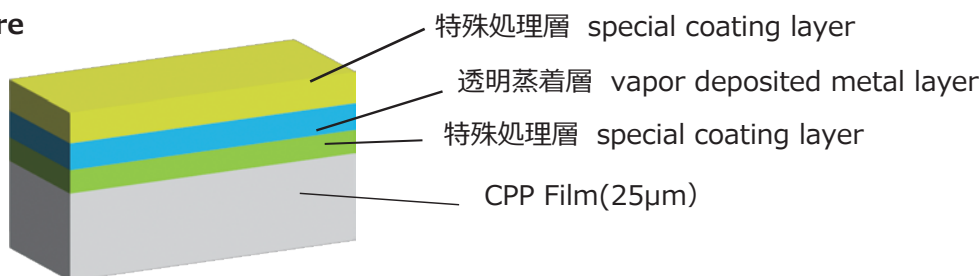 re
特殊処理層 special coating layer
透明蒸着層 vapor deposited metal layer
特殊処理層 special coating layer
CPP Film(25μm）